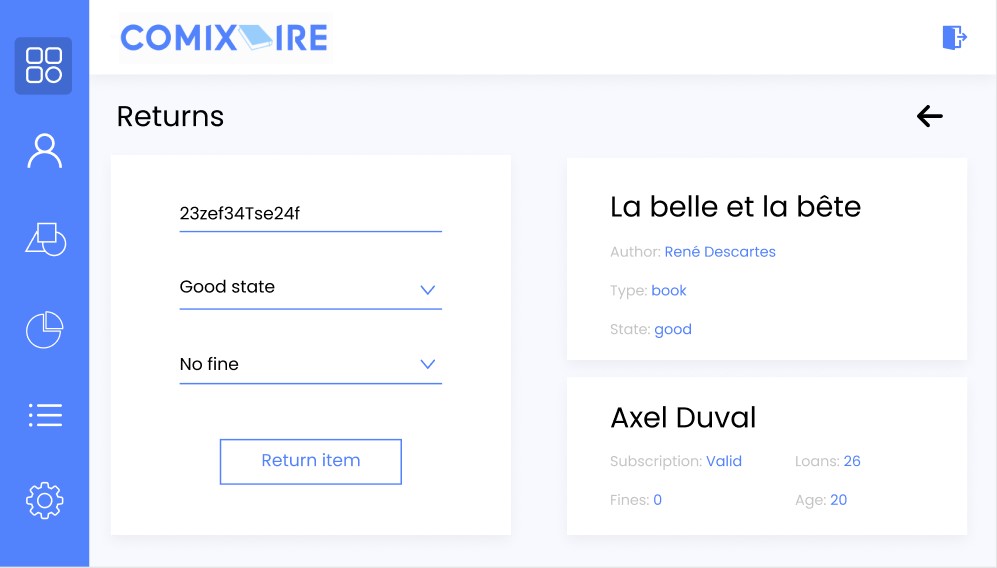 COMIXAIRE
Returns
23zef34Tse24f
Good state
No fine
Return item
La belle et la bête
Author: René Descartes
Type: book
State: good
Axel Duval
Subscription: Valid
Loans: 26
Fines: 0
Age: 20